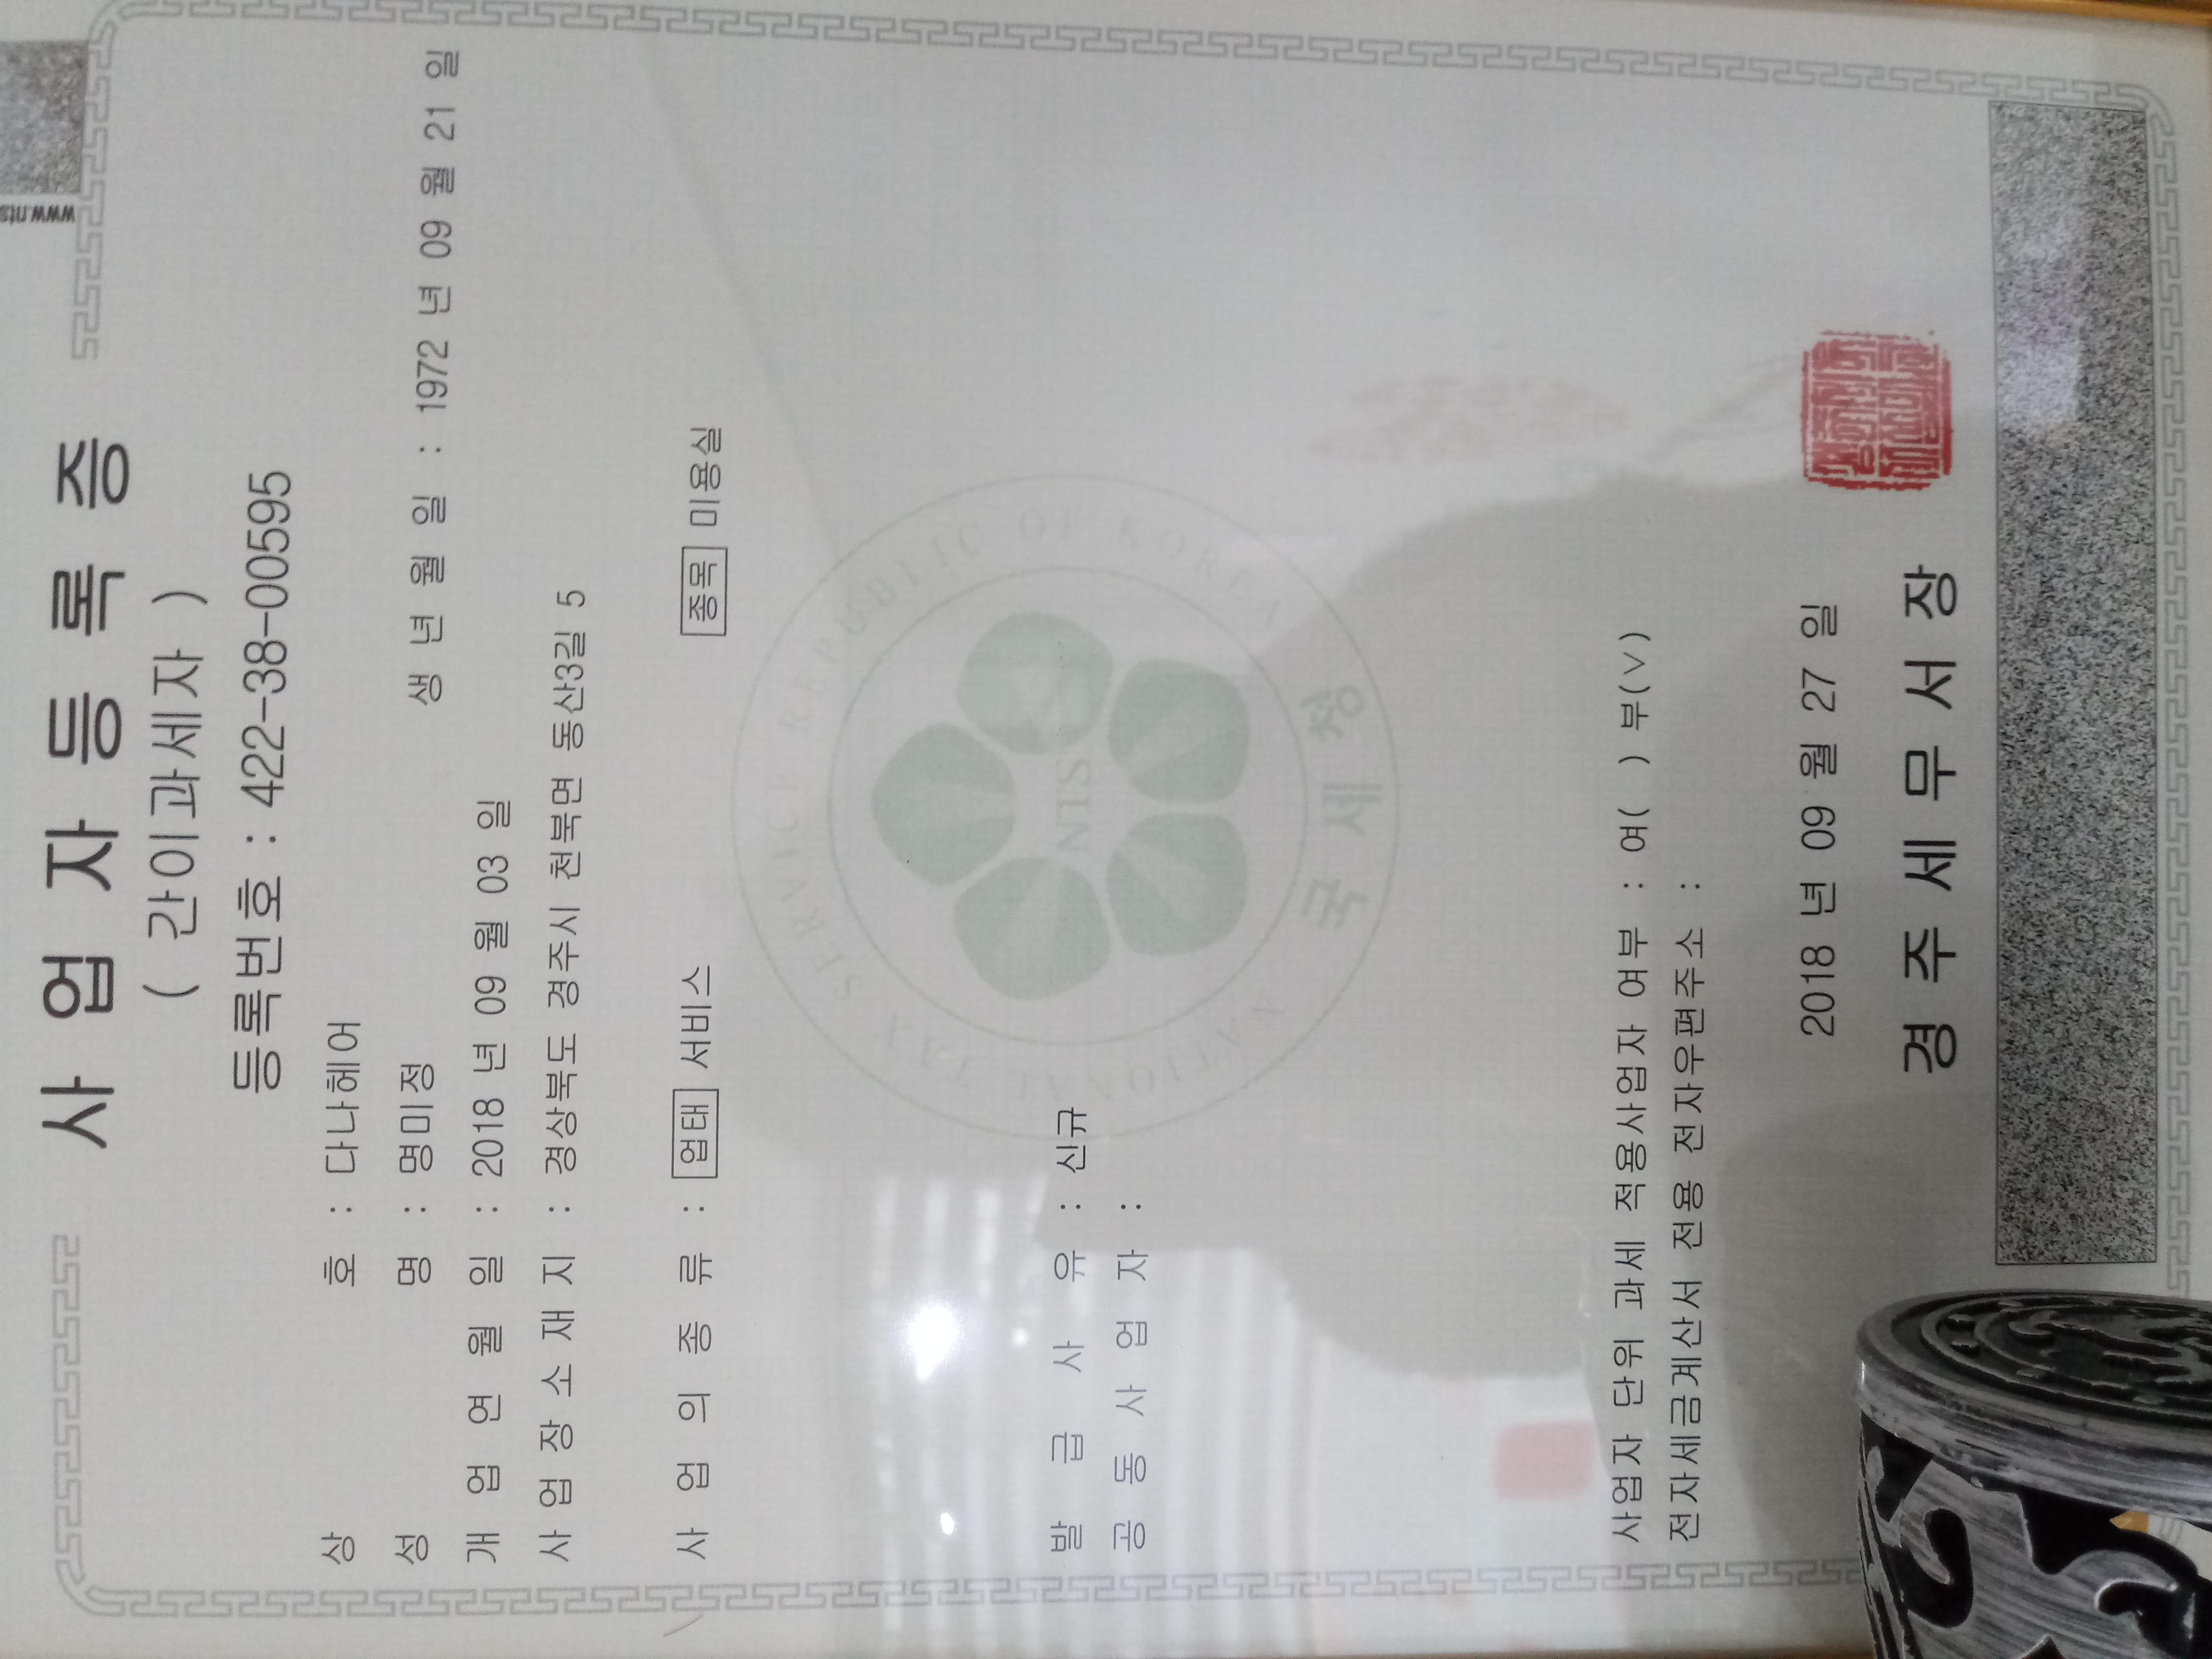 www.nts
사업자등록증
( 간이과세자 )
등록번호 : 422-38-00595
상 호 : 다나헤어
성 명 : 명미정 생 년 월 일 : 1972 년 09 월 21 일
개 업 연 월 일 : 2018 년 09 월 03 일
사 업 장 소 재 지 : 경상북도 경주시 천북면 동산3길 5
사 업 의 종 류 : 업태 서비스 종목 미용실
발 급 사 유 : 신규
공 동 사 업 자 :
NATIONAL TAX SERVICE REPUBLIC OF KOREA
NTS
국세청
사업자 단위 과세 적용사업자 여부 : 여( ) 부(∨)
전자세금계산서 전용 전자우편주소 :
2018 년 09 월 27 일
경 주 세 무 서 장